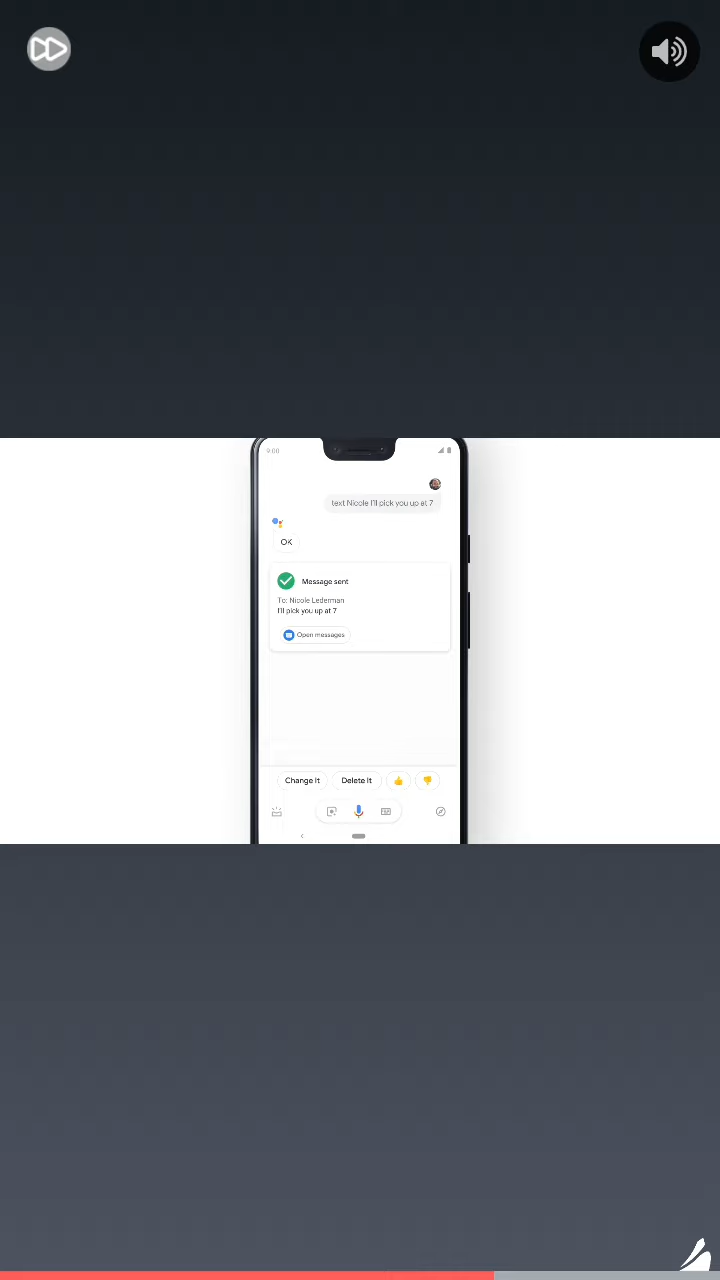 9:00
text Nicole I'll pick you up at 7
OK
Message sent
To: Nicole Lederman
I'll pick you up at 7
Open messages
Change It
Delete It